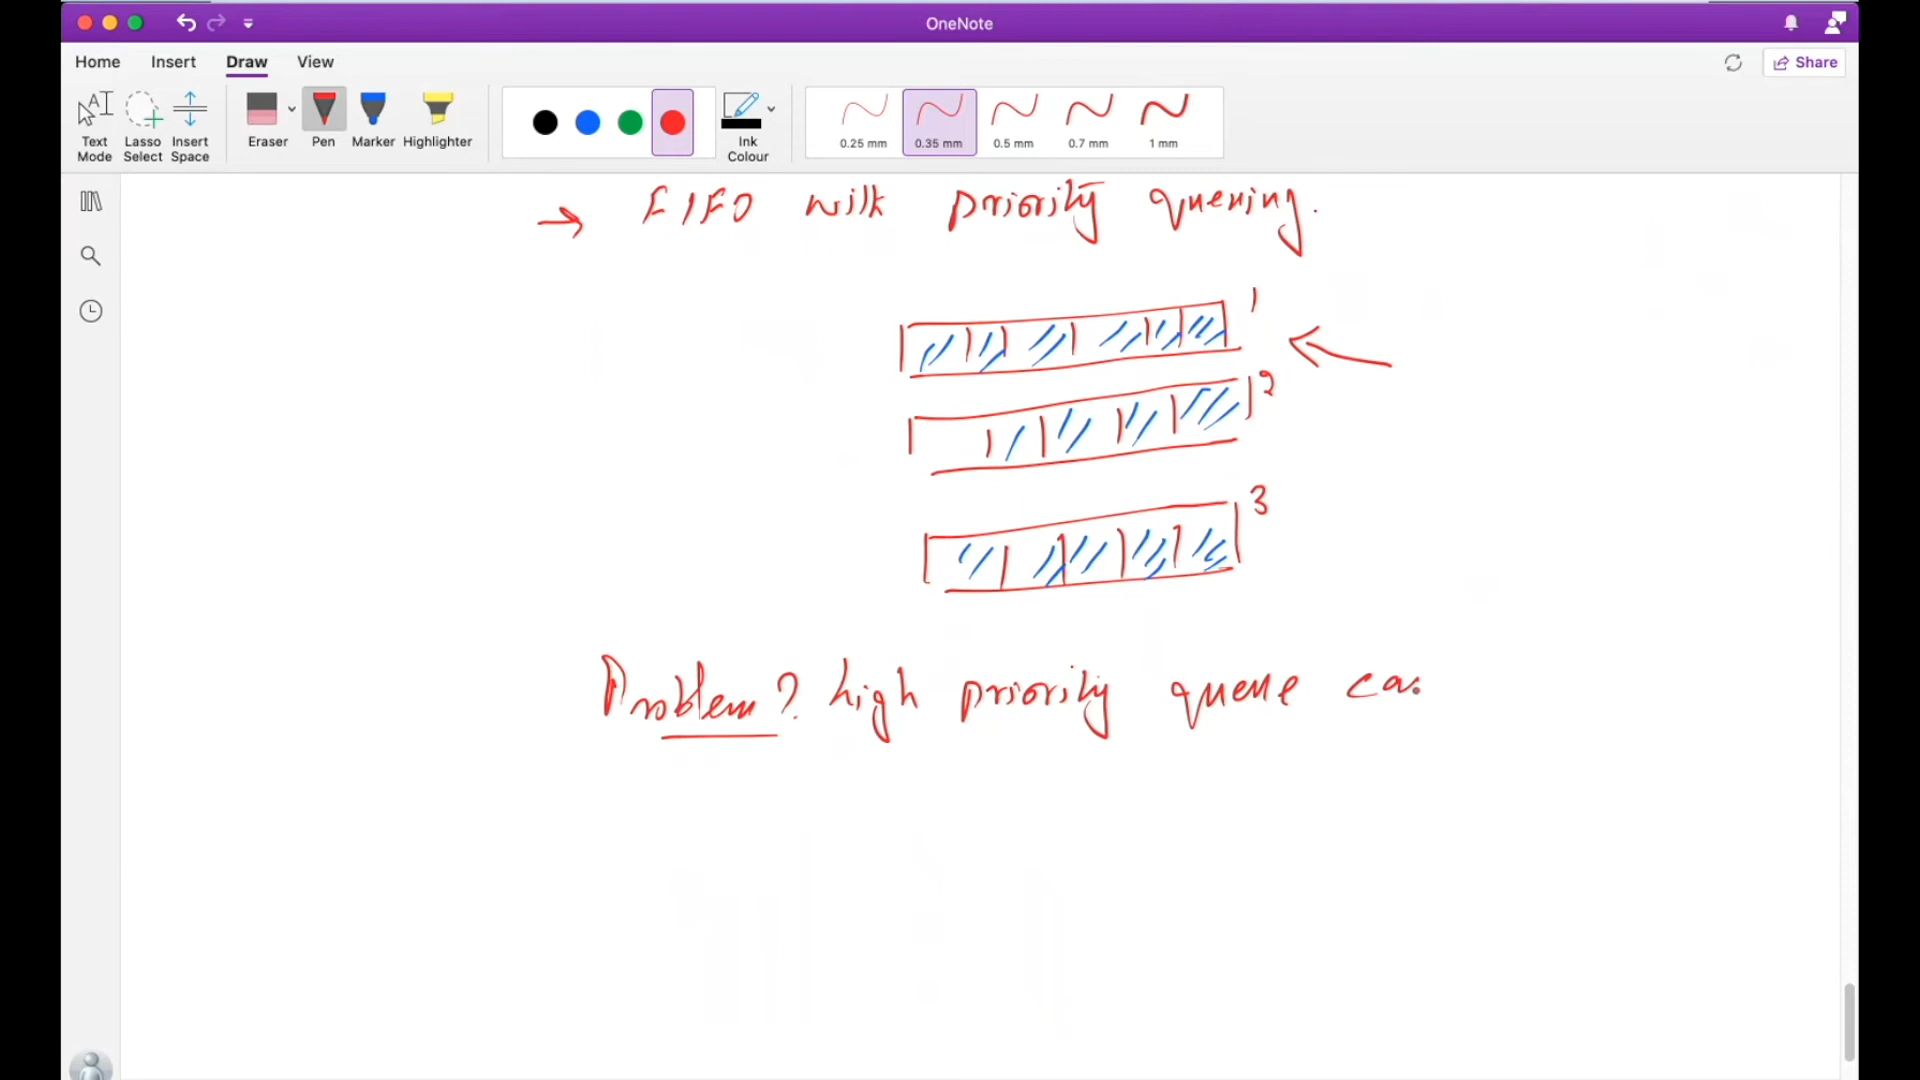 OneNote
Home Insert Draw View Share
Text Mode Lasso Select Insert Space Eraser Pen Marker Highlighter Ink Colour 0.25 mm 0.35 mm 0.5 mm 0.7 mm 1 mm
→ FIFO with priority queuing.
1
2
3
Problem? high priority queue ca